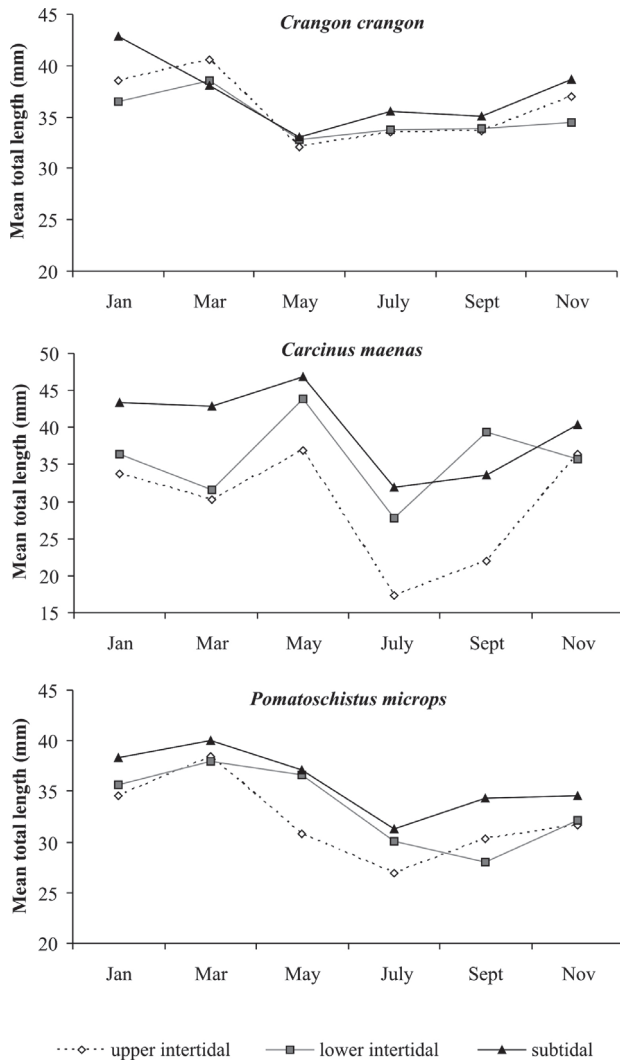 Crangon crangon
Mean total length (mm)
45
40
35
30
25
20
Jan Mar May July Sept Nov
Carcinus maenas
Mean total length (mm)
50
45
40
35
30
25
20
15
Jan Mar May July Sept Nov
Pomatoschistus microps
Mean total length (mm)
45
40
35
30
25
20
Jan Mar May July Sept Nov
upper intertidal lower intertidal subtidal